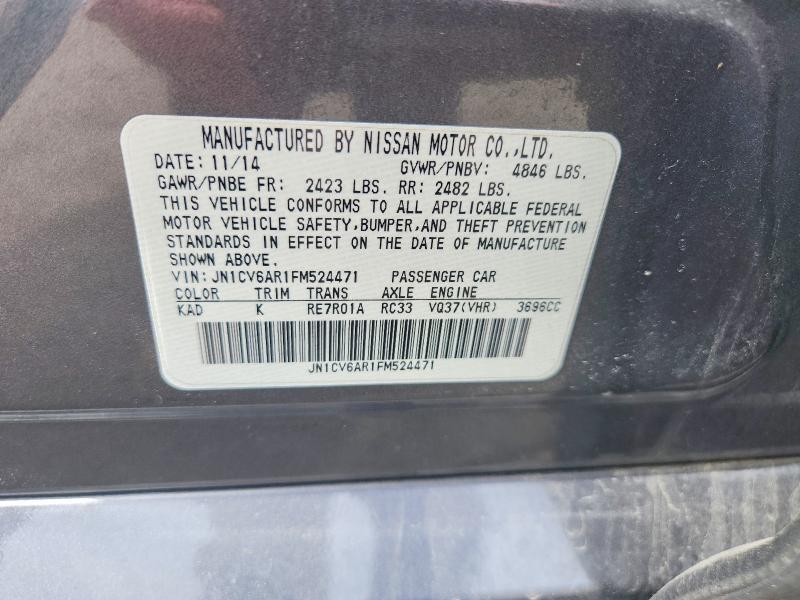 MANUFACTURED BY NISSAN MOTOR CO.,LTD.
DATE: 11/14 GVWR/PNBV: 4846 LBS.
GAWR/PNBE FR: 2423 LBS. RR: 2482 LBS.
THIS VEHICLE CONFORMS TO ALL APPLICABLE FEDERAL
MOTOR VEHICLE SAFETY,BUMPER,AND THEFT PREVENTION
STANDARDS IN EFFECT ON THE DATE OF MANUFACTURE
SHOWN ABOVE.
VIN: JN1CV6AR1FM524471 PASSENGER CAR
COLOR TRIM TRANS AXLE ENGINE
KAD K RE7R01A RC33 VQ37(VHR) 3696CC
JN1CV6AR1FM524471